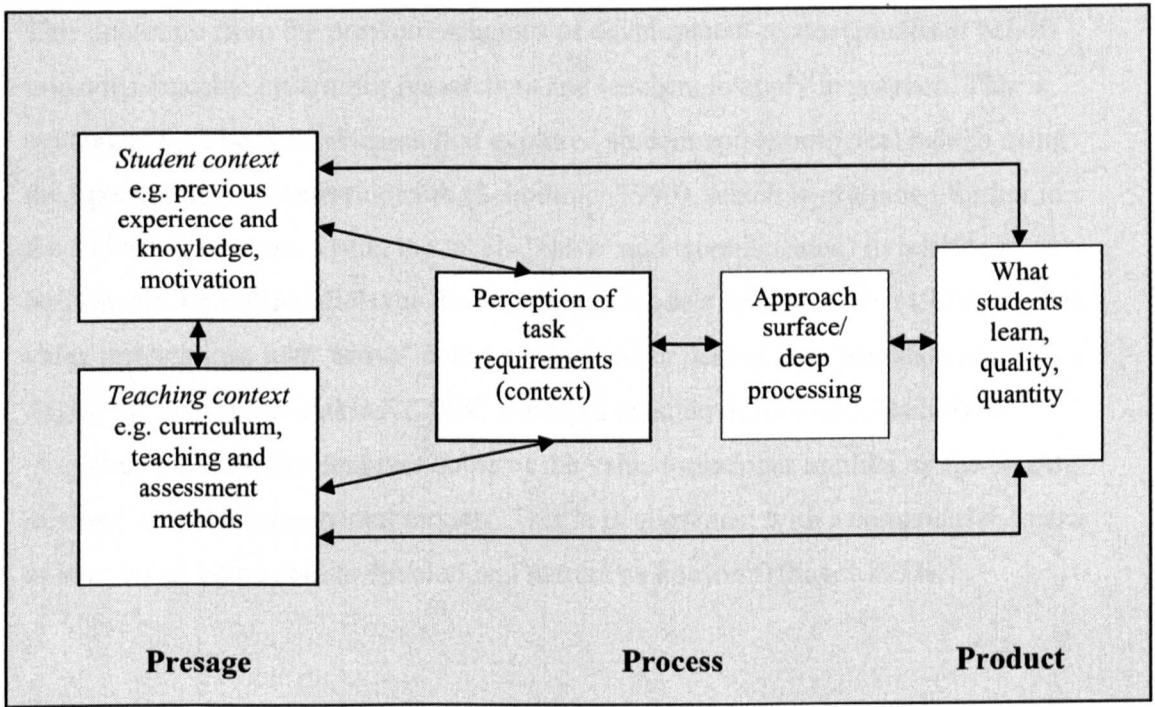 Student context
e.g. previous
experience and
knowledge,
motivation
Teaching context
e.g. curriculum,
teaching and
assessment
methods
Perception of
task
requirements
(context)
Approach
surface/
deep
processing
What
students
learn,
quality,
quantity
Presage
Process
Product